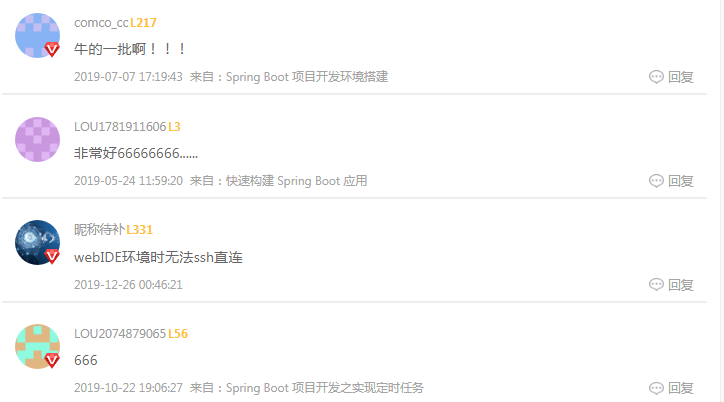 comco_cc L217
牛的一批啊！！！
2019-07-07 17:19:43 来自：Spring Boot 项目开发环境搭建 回复
LOU1781911606 L3
非常好66666666......
2019-05-24 11:59:20 来自：快速构建 Spring Boot 应用 回复
昵称待补 L331
webIDE环境时无法ssh直连
2019-12-26 00:46:21 回复
LOU2074879065 L56
666
2019-10-22 19:06:27 来自：Spring Boot 项目开发之实现定时任务 回复